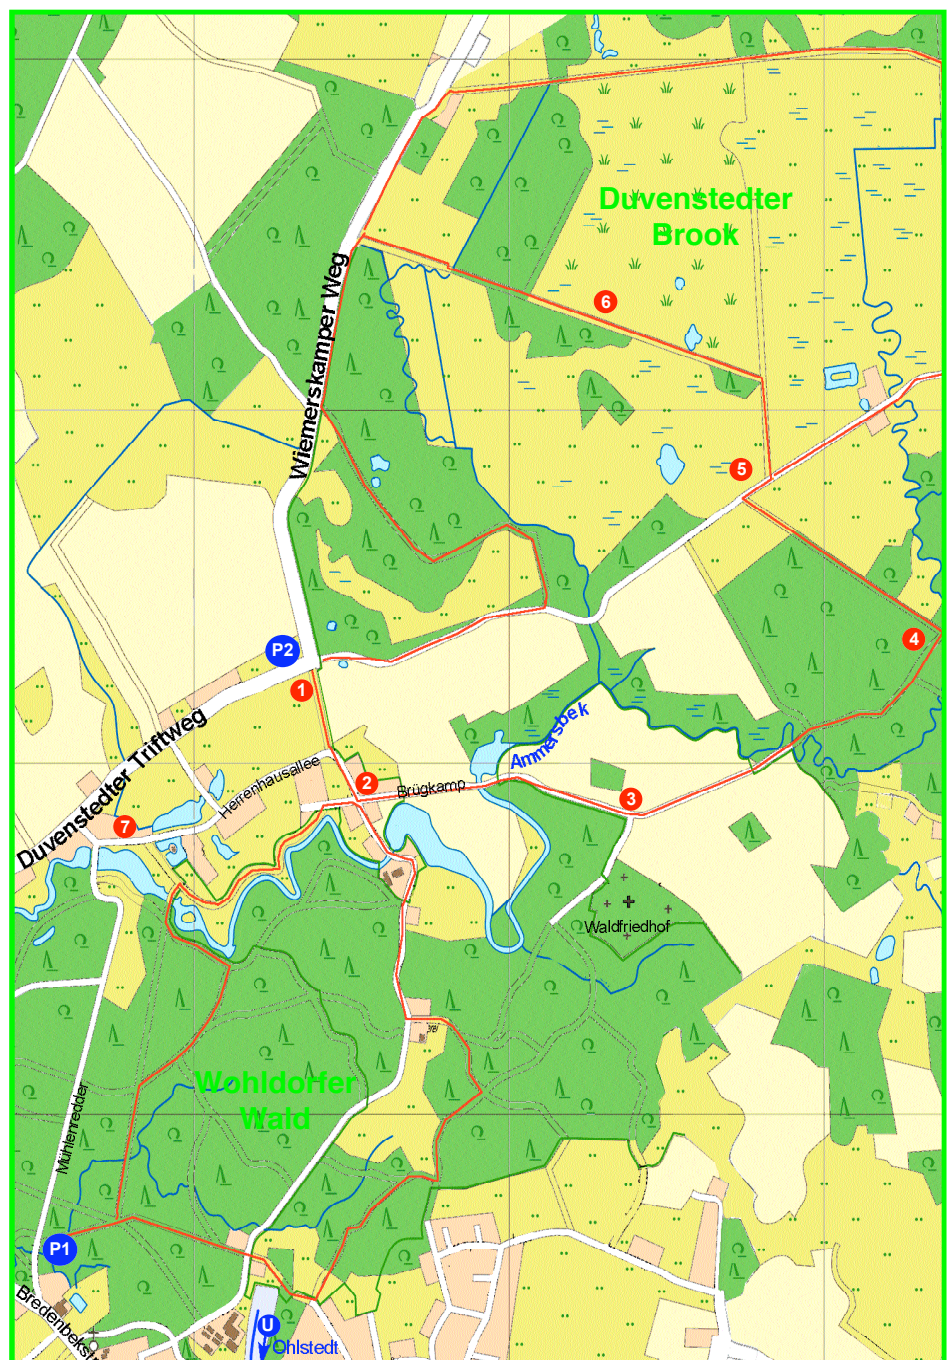 Duvenstedter
Brook
6
Wiemerskamper Weg
5
4
P2
1
Ammersbek
Duvenstedter Triftweg
Herrenhausallee
2
Brügkamp
3
7
Waldfriedhof
Wohldorfer
Wald
Mühlenredder
P1
Bredenbekstr
U
Ohlstedt